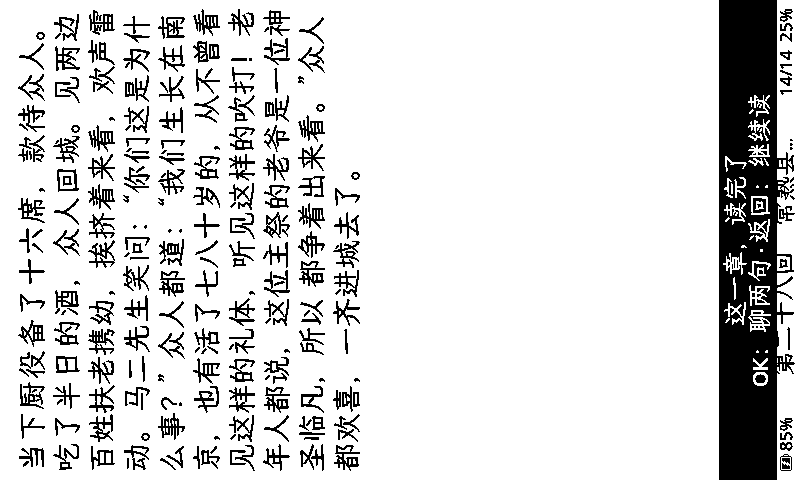 当下厨役备了十六席，款待众人。
吃了半日的酒，众人回城。见两边
百姓扶老携幼，挨挤着来看，欢声雷
动。马二先生笑问：“你们这是为什
么事？”众人都道：“我们生长在南
京，也有活了七八十岁的，从不曾看
见这样的礼体，听见这样的吹打！老
年人都说，这位主祭的老爷是一位神
圣临凡，所以都争着出来看。”众人
都欢喜，一齐进城去了。
这一章，读完了
OK：聊两句·返回：继续读
85% 第二十八回 常熟县… 14/14 25%